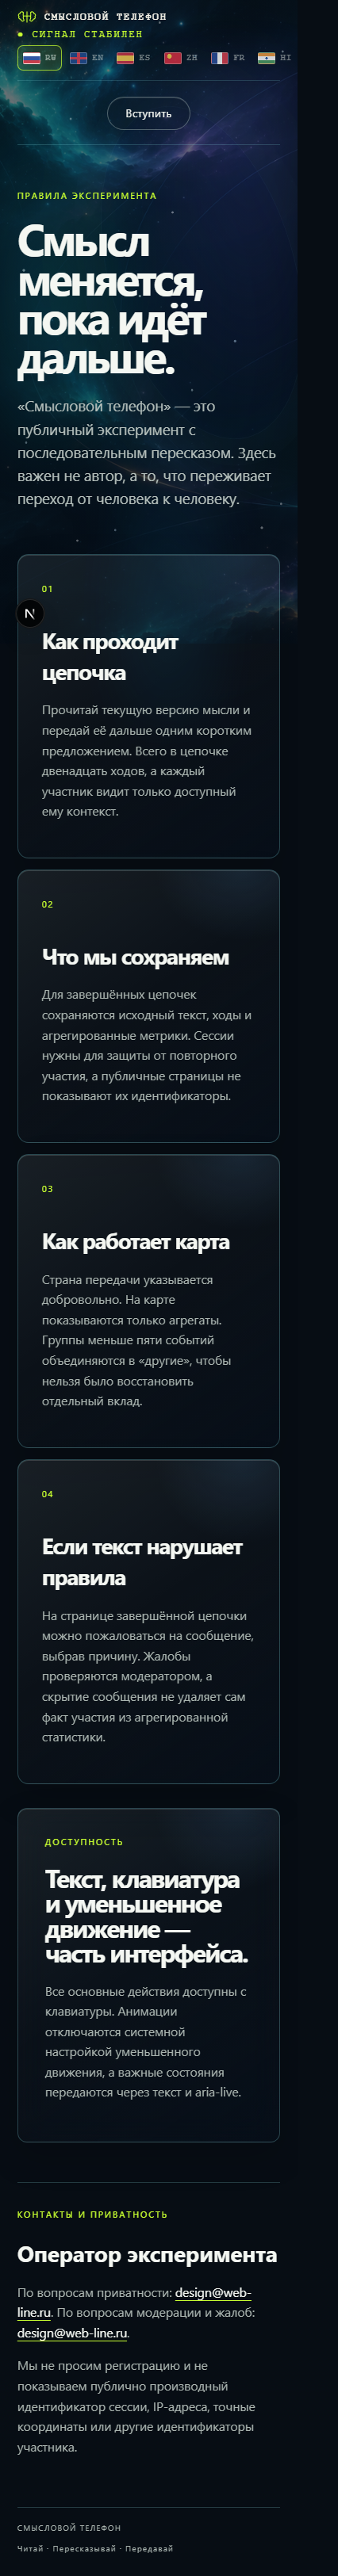 СМЫСЛОВОЙ ТЕЛЕФОН
СИГНАЛ СТАБИЛЕН
RU EN ES ZH FR HI
Вступить
ПРАВИЛА ЭКСПЕРИМЕНТА
Смысл
меняется,
пока идёт
дальше.
«Смысловой телефон» — это
публичный эксперимент с
последовательным пересказом. Здесь
важен не автор, а то, что переживает
переход от человека к человеку.
01
N
Как проходит
цепочка
Прочитай текущую версию мысли и
передай её дальше одним коротким
предложением. Всего в цепочке
двенадцать ходов, а каждый
участник видит только доступный
ему контекст.
02
Что мы сохраняем
Для завершённых цепочек
сохраняются исходный текст, ходы и
агрегированные метрики. Сессии
нужны для защиты от повторного
участия, а публичные страницы не
показывают их идентификаторы.
03
Как работает карта
Страна передачи указывается
добровольно. На карте
показываются только агрегаты.
Группы меньше пяти событий
объединяются в «другие», чтобы
нельзя было восстановить
отдельный вклад.
04
Если текст нарушает
правила
На странице завершённой цепочки
можно пожаловаться на сообщение,
выбрав причину. Жалобы
проверяются модератором, а
скрытие сообщения не удаляет сам
факт участия из агрегированной
статистики.
ДОСТУПНОСТЬ
Текст, клавиатура
и уменьшенное
движение —
часть интерфейса.
Все основные действия доступны с
клавиатуры. Анимации
отключаются системной
настройкой уменьшенного
движения, а важные состояния
передаются через текст и aria-live.
КОНТАКТЫ И ПРИВАТНОСТЬ
Оператор эксперимента
По вопросам приватности: design@web-
line.ru. По вопросам модерации и жалоб:
design@web-line.ru.
Мы не просим регистрацию и не
показываем публично производный
идентификатор сессии, IP-адреса, точные
координаты или другие идентификаторы
участника.
СМЫСЛОВОЙ ТЕЛЕФОН
Читай · Пересказывай · Передавай